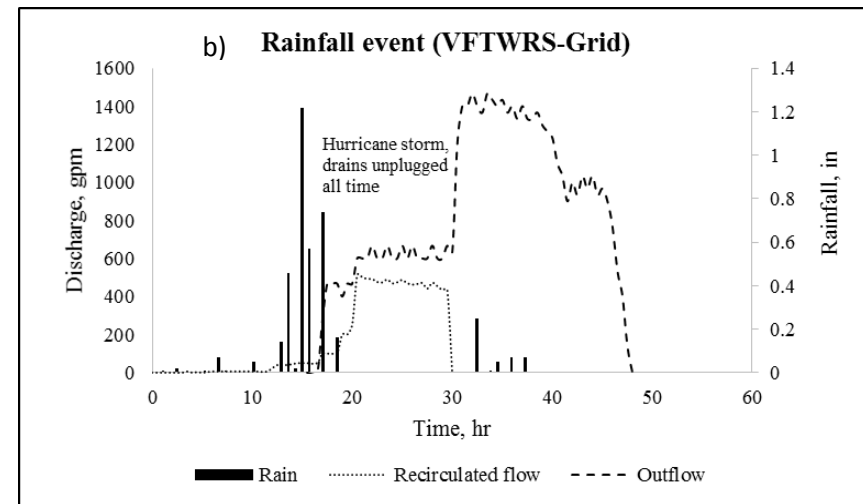 b) Rainfall event (VFTWRS-Grid)
1600
1400
1200
1000
800
600
400
200
0
Discharge, gpm
Hurricane storm,
drains unplugged
all time
1.4
1.2
1
0.8
0.6
0.4
0.2
0
Rainfall, in
0 10 20 30 40 50 60
Time, hr
Rain Recirculated flow Outflow